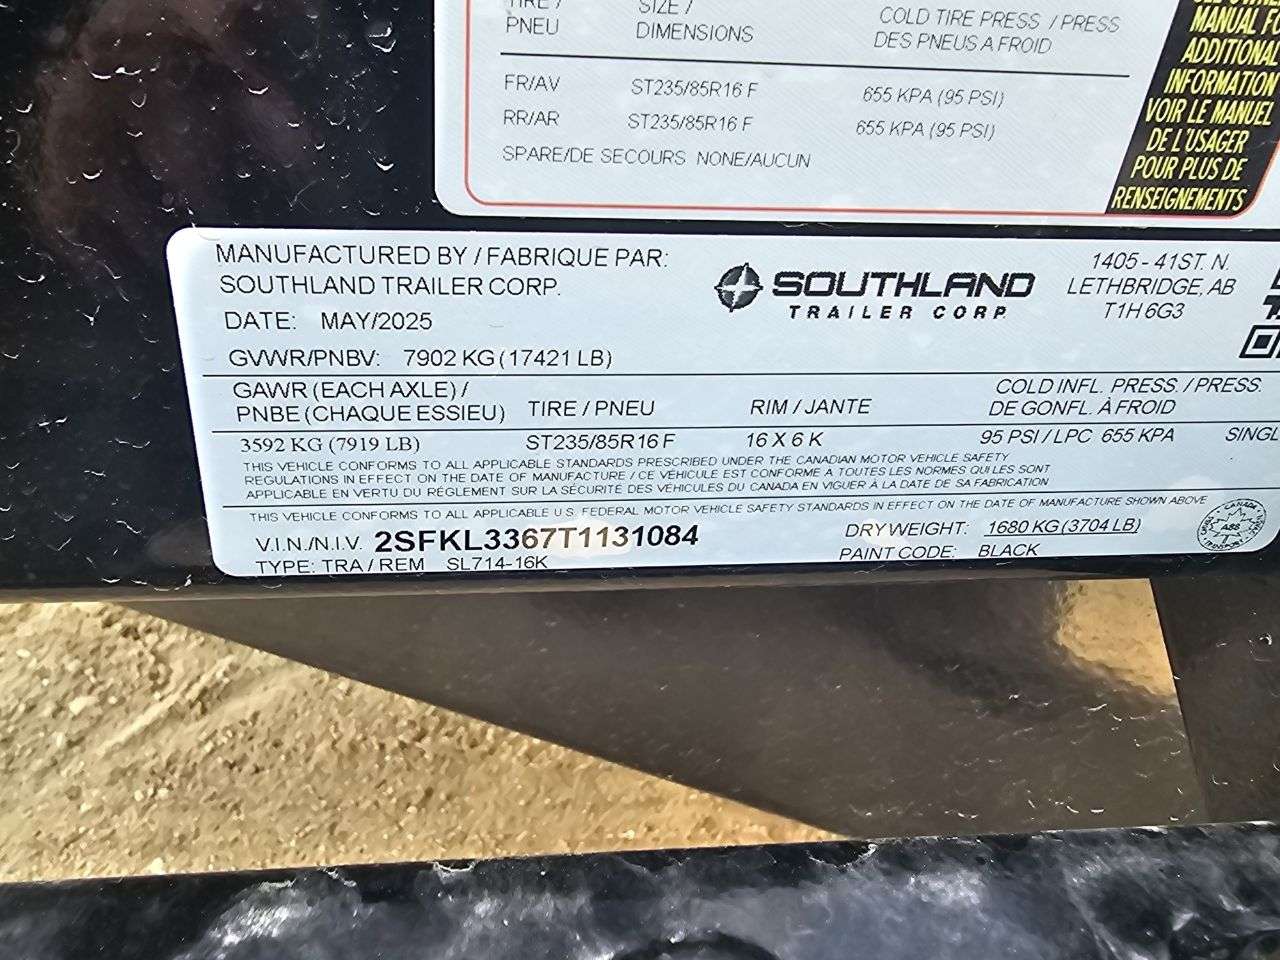 TIRE / SIZE /
PNEU DIMENSIONS COLD TIRE PRESS / PRESS
DES PNEUS A FROID
FR/AV ST235/85R16 F 655 KPA (95 PSI)
RR/AR ST235/85R16 F 655 KPA (95 PSI)
SPARE/DE SECOURS NONE/AUCUN
MANUAL FO
ADDITIONAL
INFORMATION
VOIR LE MANUEL
DE L'USAGER
POUR PLUS DE
RENSEIGNEMENTS
MANUFACTURED BY / FABRIQUE PAR:
SOUTHLAND TRAILER CORP.
DATE: MAY/2025
GVWR/PNBV: 7902 KG (17421 LB)
SOUTHLAND
TRAILER CORP
1405 - 41ST. N.
LETHBRIDGE, AB
T1H 6G3
GAWR (EACH AXLE) /
PNBE (CHAQUE ESSIEU) TIRE / PNEU RIM / JANTE COLD INFL. PRESS. / PRESS.
DE GONFL. À FROID
3592 KG (7919 LB) ST235/85R16 F 16 X 6 K 95 PSI / LPC 655 KPA SINGL
THIS VEHICLE CONFORMS TO ALL APPLICABLE STANDARDS PRESCRIBED UNDER THE CANADIAN MOTOR VEHICLE SAFETY
REGULATIONS IN EFFECT ON THE DATE OF MANUFACTURE / CE VÉHICULE EST CONFORME À TOUTES LES NORMES QUI LES SONT
APPLICABLE EN VERTU DU RÉGLEMENT SUR LA SÉCURITÉ DES VÉHICULES DU CANADA EN VIGUER À LA DATE DE SA FABRICATION
THIS VEHICLE CONFORMS TO ALL APPLICABLE U.S. FEDERAL MOTOR VEHICLE SAFETY STANDARDS IN EFFECT ON THE DATE OF MANUFACTURE SHOWN ABOVE
V.I.N./N.I.V. 2SFKL3367T1131084 DRYWEIGHT: 1680 KG (3704 LB)
TYPE: TRA / REM SL714-16K PAINT CODE: BLACK